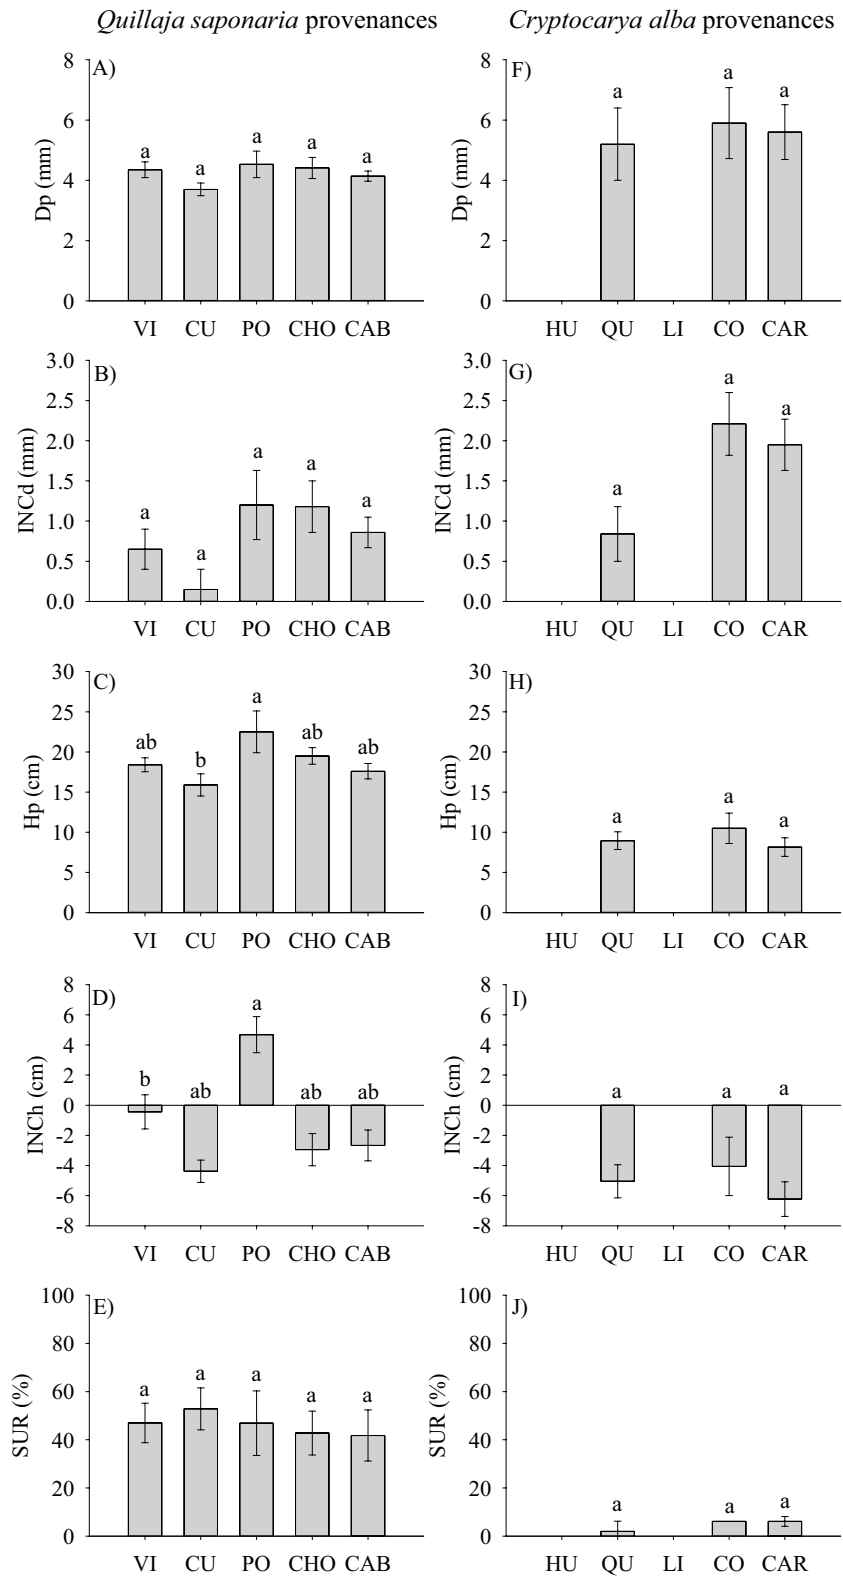 Quillaja saponaria provenances
Cryptocarya alba provenances
A)
Dp (mm)
8
6
4
2
0
a
a
a
a
a
VI CU PO CHO CAB
F)
Dp (mm)
8
6
4
2
0
a
a
a
HU QU LI CO CAR
B)
INCd (mm)
3.0
2.5
2.0
1.5
1.0
0.5
0.0
a
a
a
a
a
VI CU PO CHO CAB
G)
INCd (mm)
3.0
2.5
2.0
1.5
1.0
0.5
0.0
a
a
a
HU QU LI CO CAR
C)
Hp (cm)
30
25
20
15
10
5
0
ab
b
a
ab
ab
VI CU PO CHO CAB
H)
Hp (cm)
30
25
20
15
10
5
0
a
a
a
HU QU LI CO CAR
D)
INCh (cm)
8
6
4
2
0
-2
-4
-6
-8
b
ab
a
ab
ab
VI CU PO CHO CAB
I)
INCh (cm)
8
6
4
2
0
-2
-4
-6
-8
a
a
a
HU QU LI CO CAR
E)
SUR (%)
100
80
60
40
20
0
a
a
a
a
a
VI CU PO CHO CAB
J)
SUR (%)
100
80
60
40
20
0
a
a
a
HU QU LI CO CAR